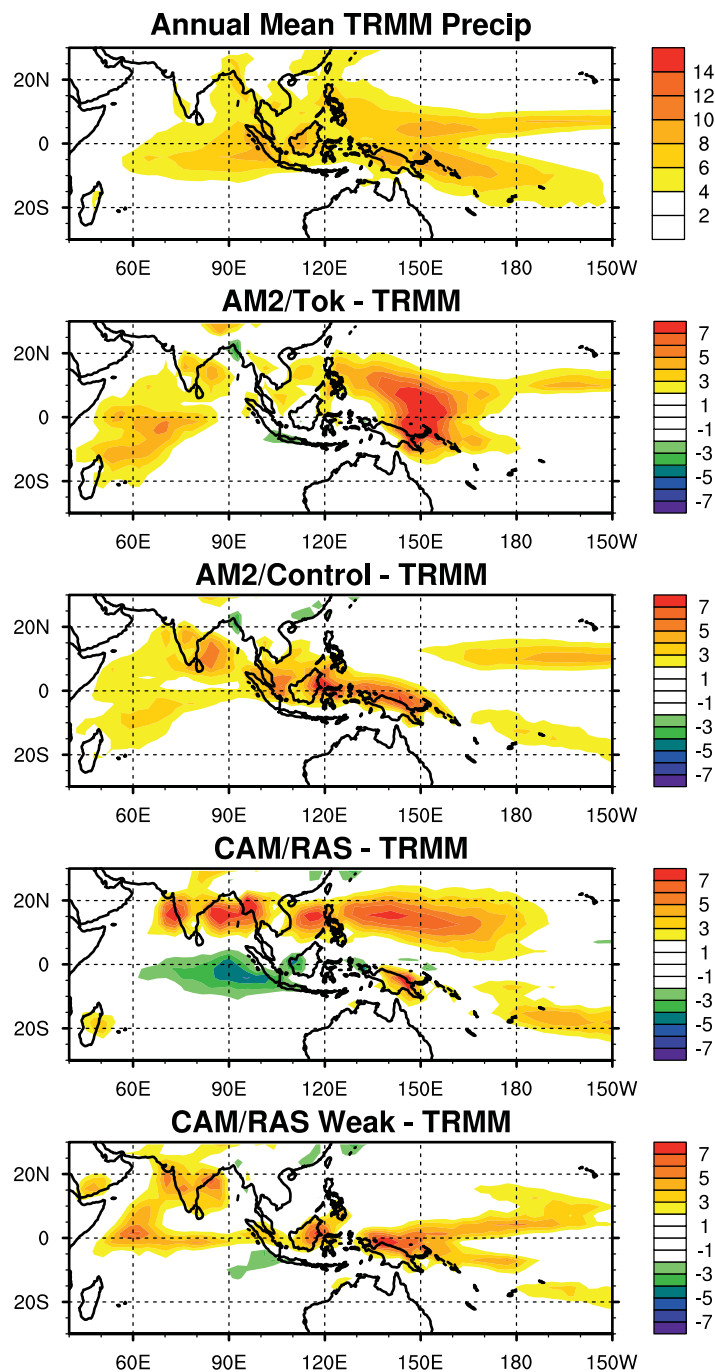 Annual Mean TRMM Precip
20N
0
20S
60E 90E 120E 150E 180 150W
14
12
10
8
6
4
2
AM2/Tok - TRMM
20N
0
20S
60E 90E 120E 150E 180 150W
7
5
3
1
-1
-3
-5
-7
AM2/Control - TRMM
20N
0
20S
60E 90E 120E 150E 180 150W
7
5
3
1
-1
-3
-5
-7
CAM/RAS - TRMM
20N
0
20S
60E 90E 120E 150E 180 150W
7
5
3
1
-1
-3
-5
-7
CAM/RAS Weak - TRMM
20N
0
20S
60E 90E 120E 150E 180 150W
7
5
3
1
-1
-3
-5
-7